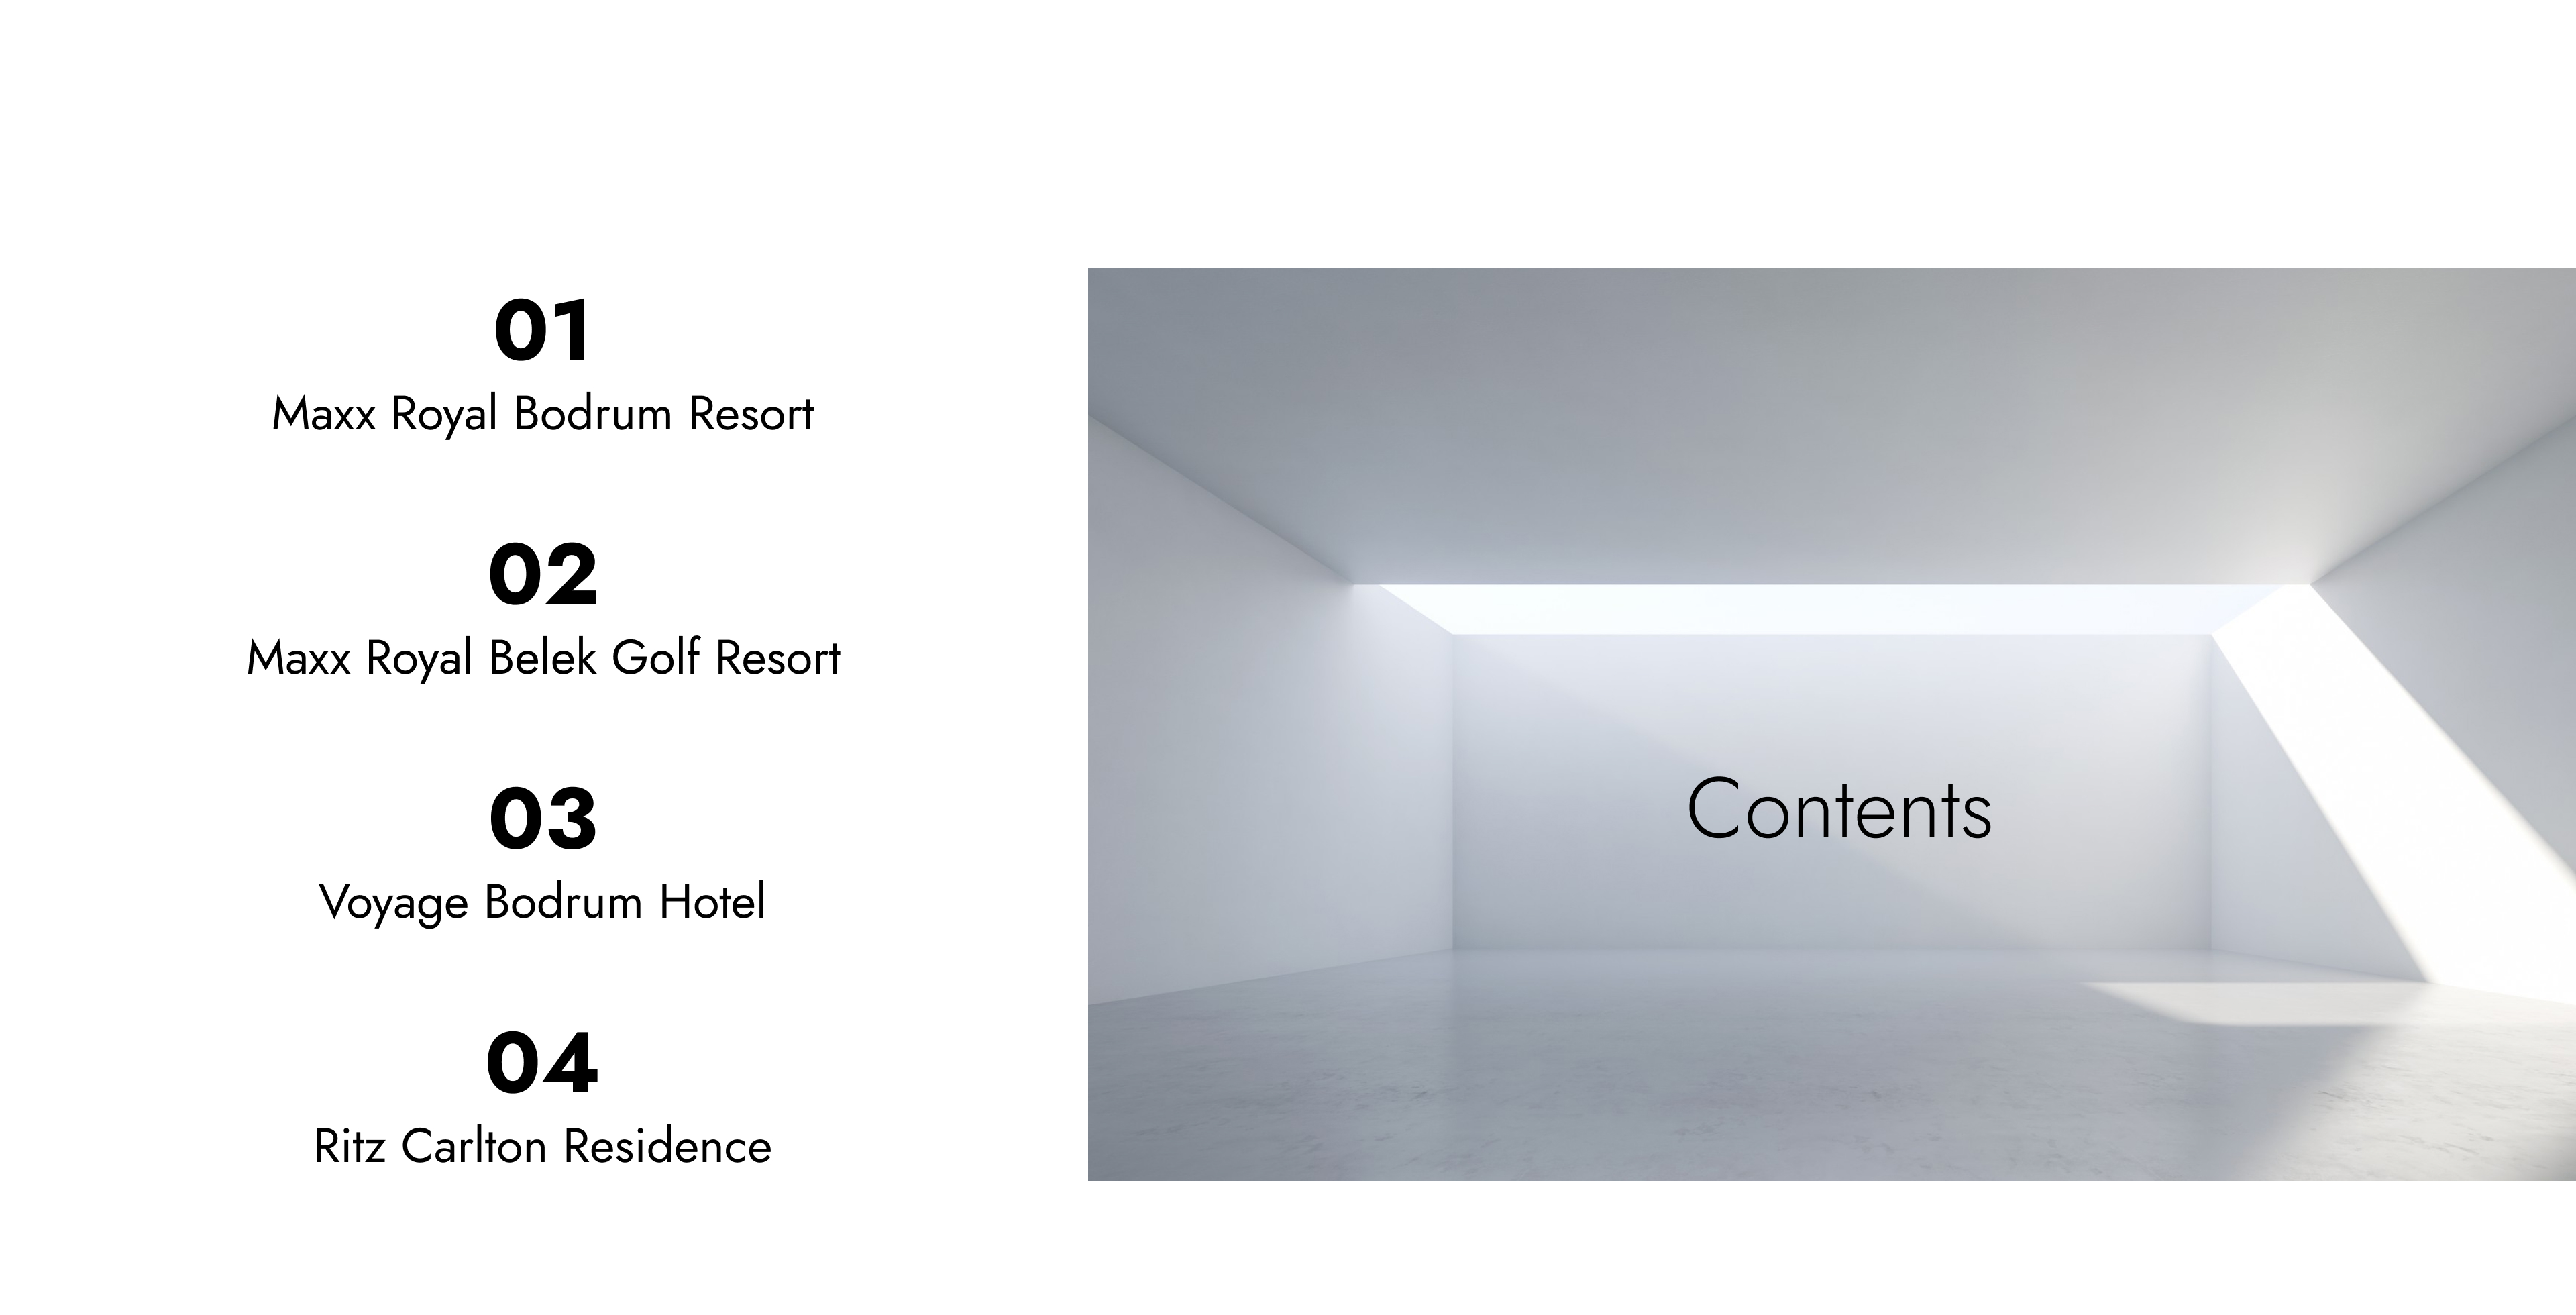 01
Maxx Royal Bodrum Resort
02
Maxx Royal Belek Golf Resort
03
Voyage Bodrum Hotel
04
Ritz Carlton Residence
Contents